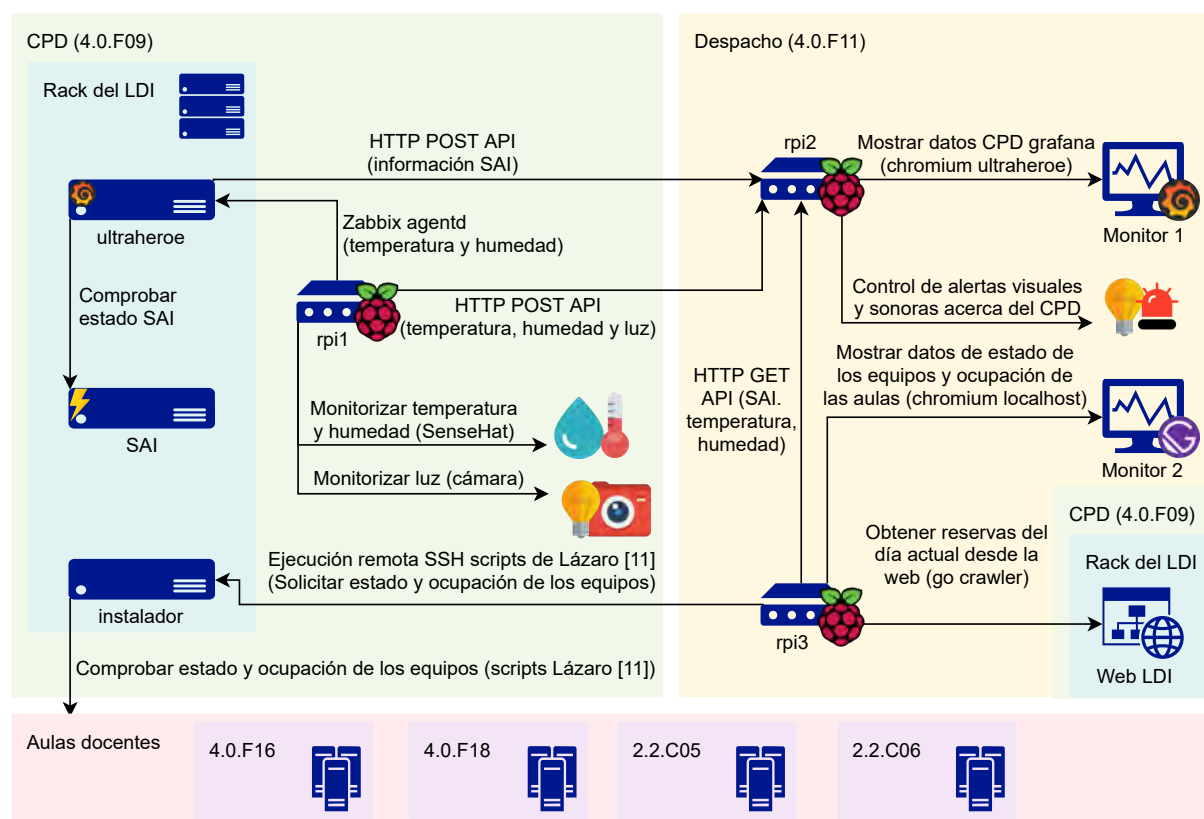 CPD (4.0.F09)
Rack del LDI
HTTP POST API
(información SAI)
ultraheroe
Zabbix agentd
(temperatura y humedad)
Comprobar
estado SAI
rpi1
HTTP POST API
(temperatura, humedad y luz)
SAI
Monitorizar temperatura
y humedad (SenseHat)
Monitorizar luz (cámara)
Ejecución remota SSH scripts de Lázaro [11]
(Solicitar estado y ocupación de los equipos)
instalador
Comprobar estado y ocupación de los equipos (scripts Lázaro [11])
Despacho (4.0.F11)
rpi2
Mostrar datos CPD grafana
(chromium ultraheroe)
Monitor 1
Control de alertas visuales
y sonoras acerca del CPD
Mostrar datos de estado de
los equipos y ocupación de
las aulas (chromium localhost)
HTTP GET
API (SAI.
temperatura,
humedad)
Monitor 2
CPD (4.0.F09)
Obtener reservas del
día actual desde la
web (go crawler)
Rack del LDI
rpi3
Web LDI
Aulas docentes
4.0.F16
4.0.F18
2.2.C05
2.2.C06